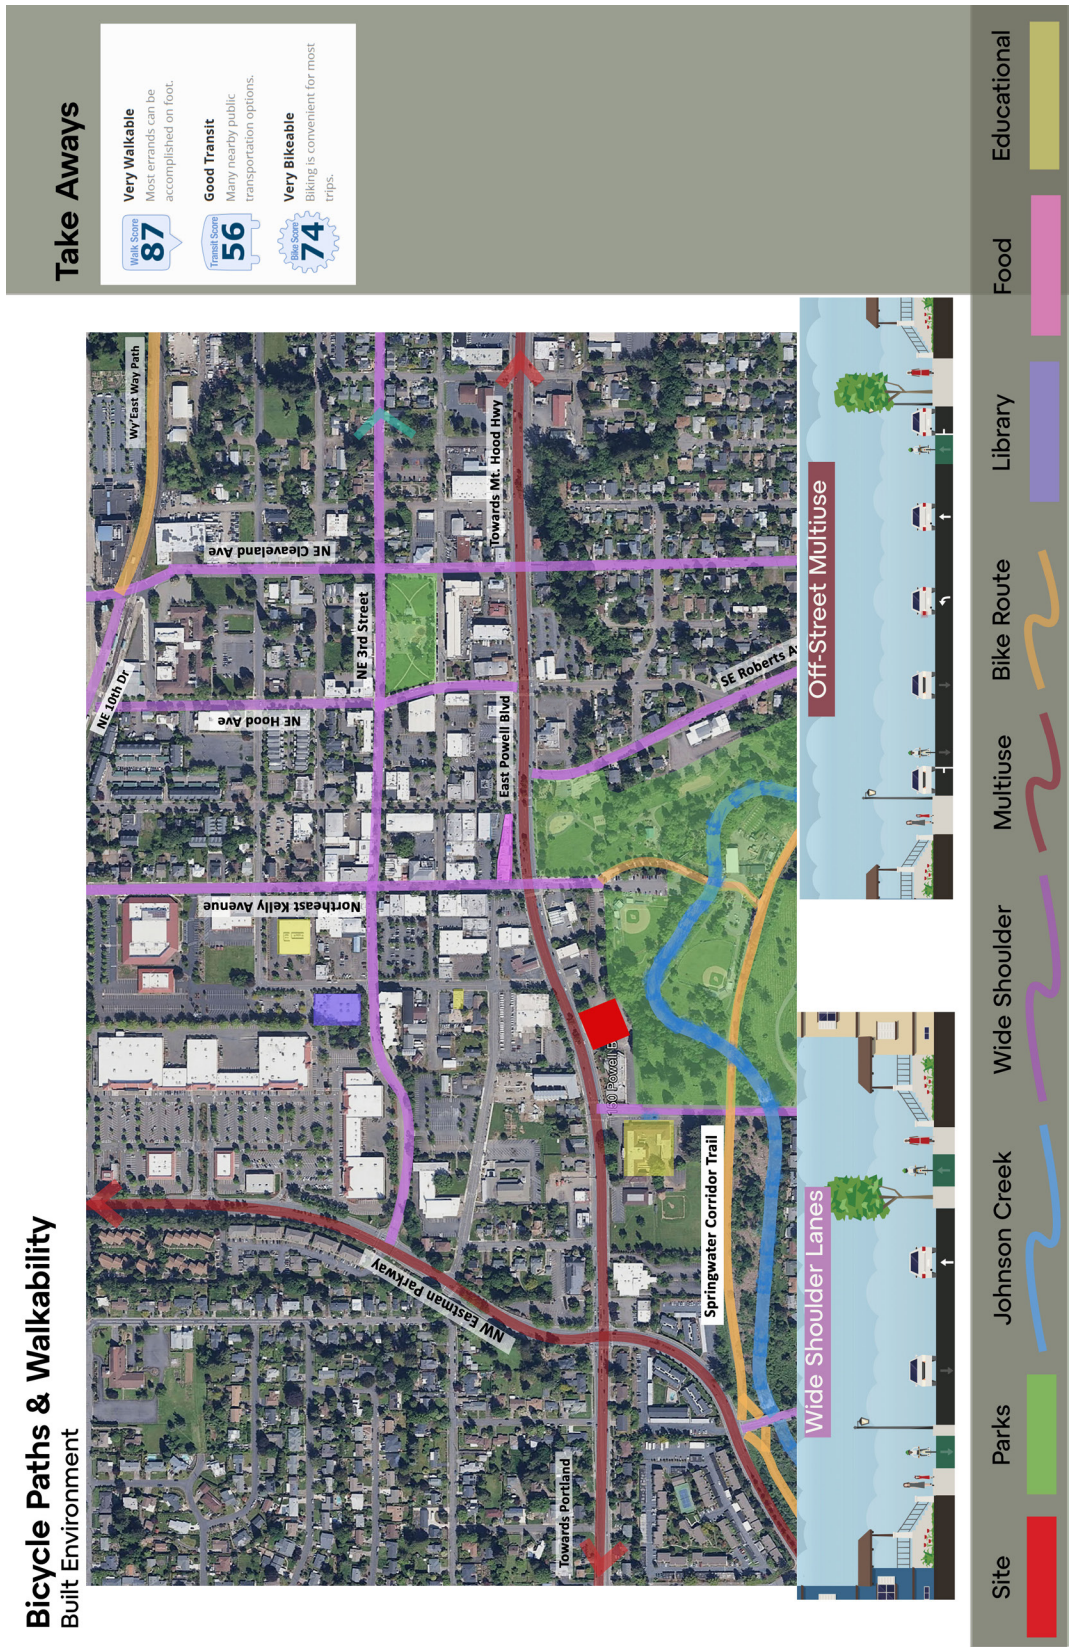 Bicycle Paths & Walkability
Built Environment
Take Aways
Walk Score
87
Very Walkable
Most errands can be
accomplished on foot.
Transit Score
56
Good Transit
Many nearby public
transportation options.
Bike Score
74
Very Bikeable
Biking is convenient for most
trips.
Wy'East Way Path
NE 10th Dr
NE Cleaveland Ave
NE Hood Ave
Northeast Kelly Avenue
NE 3rd Street
NW Eastman Parkway
Towards Mt. Hood Hwy
East Powell Blvd
Towards Portland
SE Roberts A
Springwater Corridor Trail
Wide Shoulder Lanes
Off-Street Multiuse
Site
Parks
Johnson Creek
Wide Shoulder
Multiuse
Bike Route
Library
Food
Educational